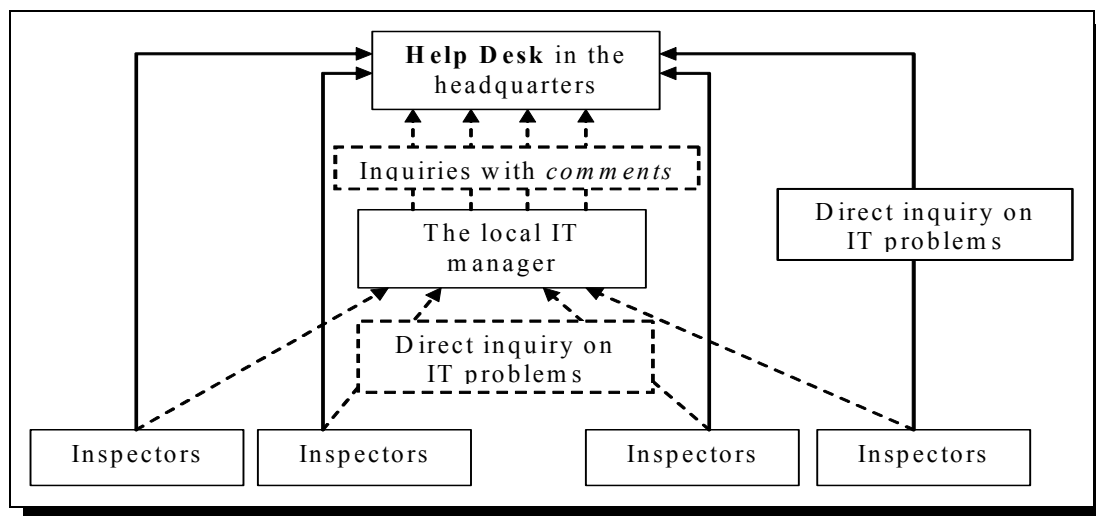 Help Desk in the
headquarters
Inquiries with comments
Direct inquiry on
IT problems
The local IT
manager
Direct inquiry on
IT problems
Inspectors
Inspectors
Inspectors
Inspectors